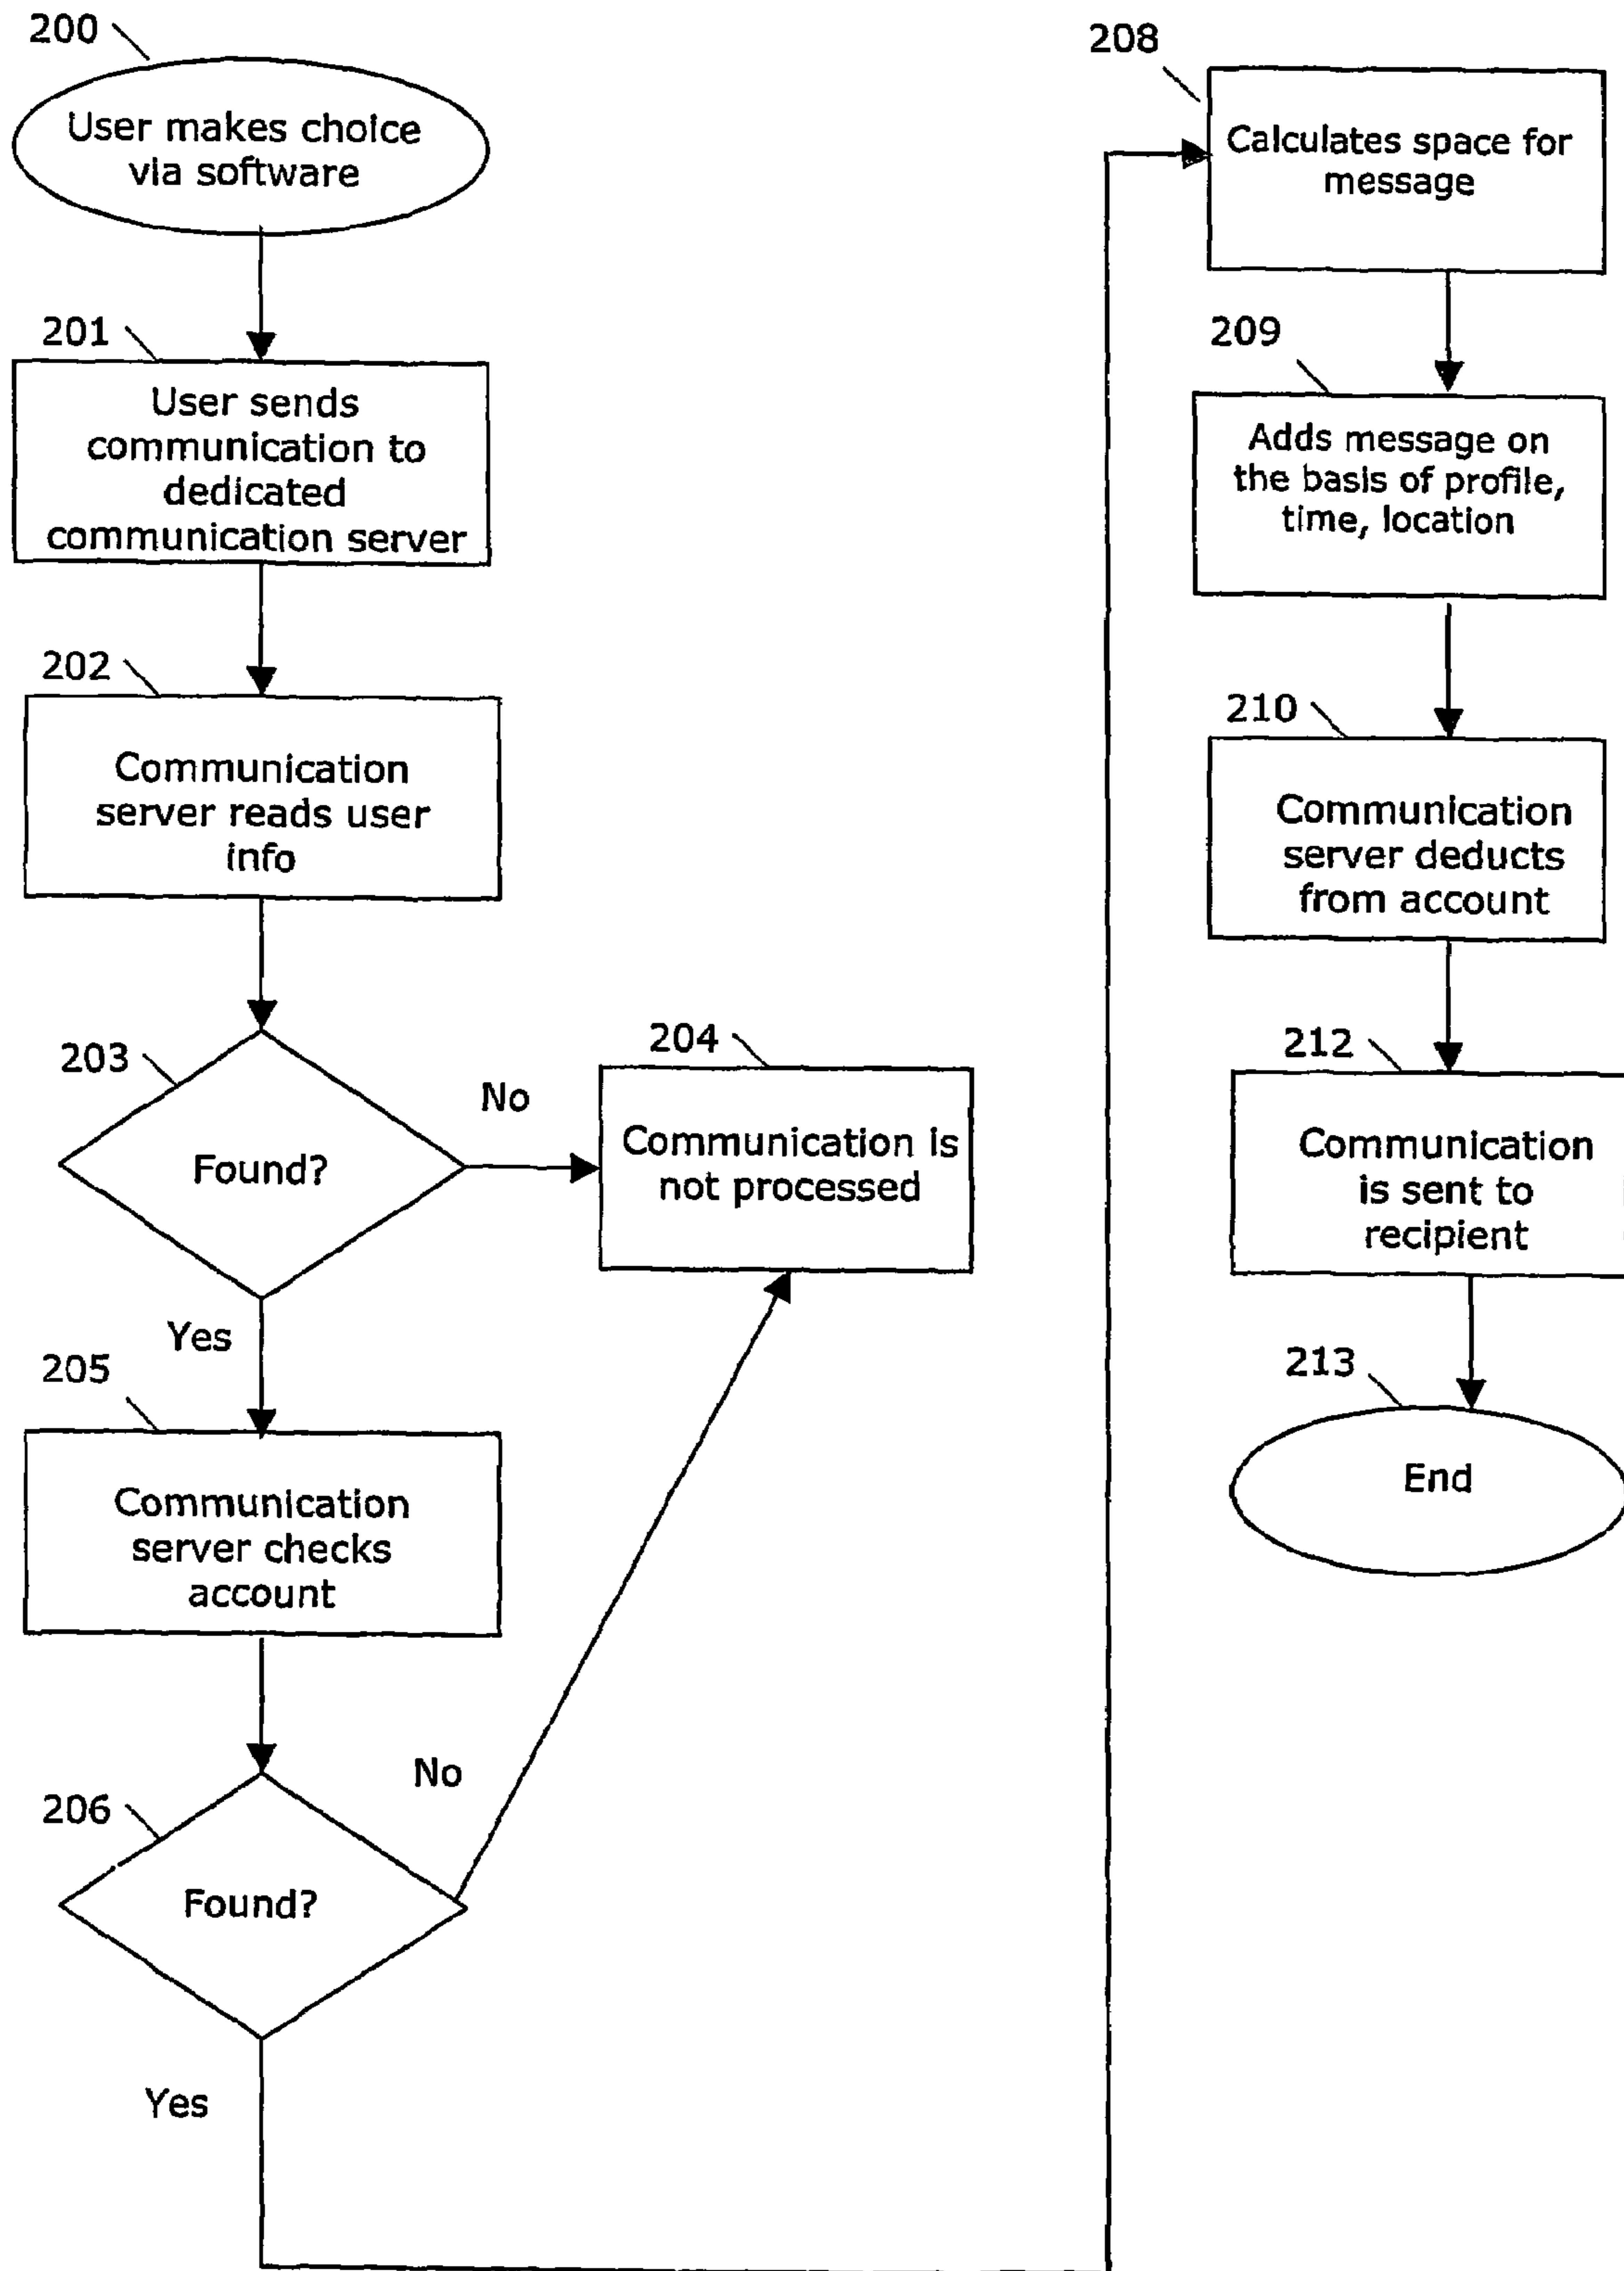 200
User makes choice
via software
201
User sends
communication to
dedicated
communication server
202
Communication
server reads user
info
203
Found?
No
204
Communication is
not processed
Yes
205
Communication
server checks
account
206
Found?
No
Yes
208
Calculates space for
message
209
Adds message on
the basis of profile,
time, location
210
Communication
server deducts
from account
212
Communication
is sent to
recipient
213
End